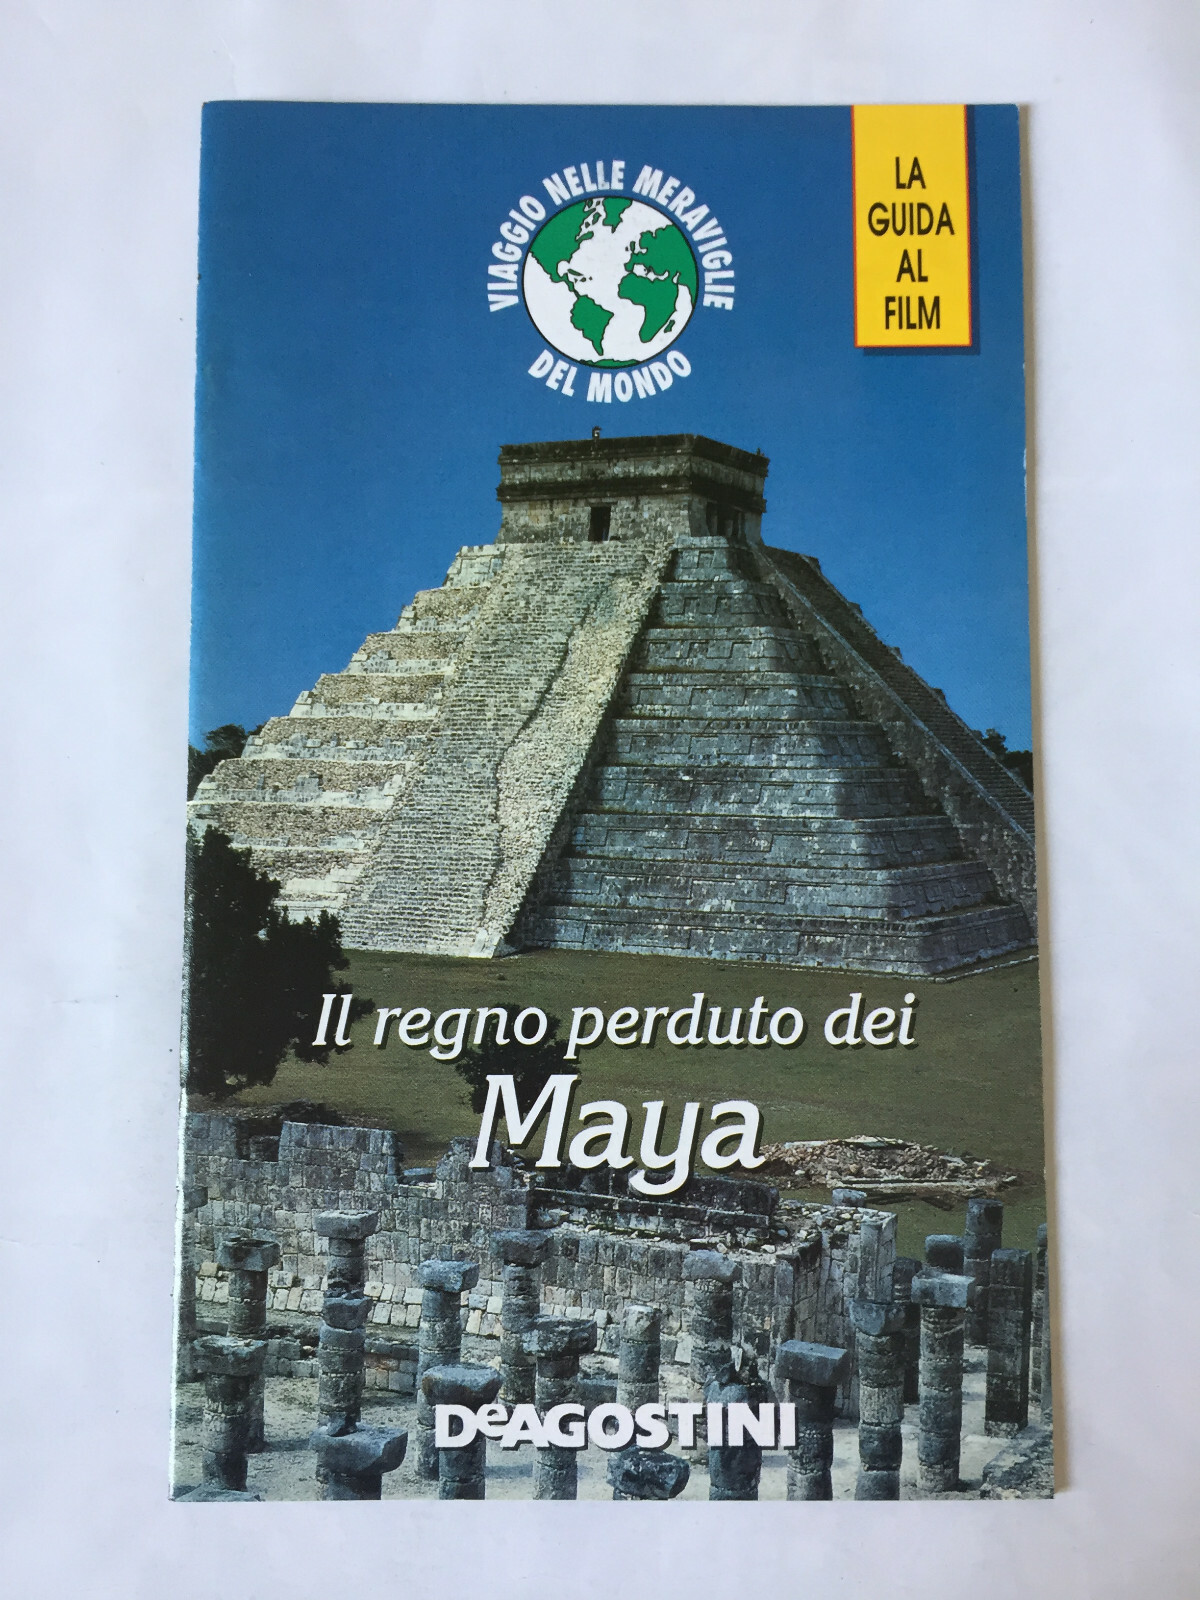 VIAGGIO NELLE MERAVIGLIE
DEL MONDO
LA
GUIDA
AL
FILM
Il regno perduto dei
Maya
DeAGOSTINI